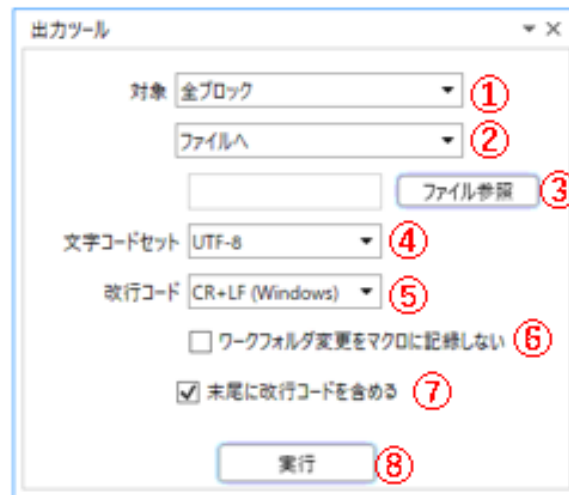 出力ツール
対象 全ブロック ①
ファイルへ ②
ファイル参照 ③
文字コードセット UTF-8 ④
改行コード CR+LF (Windows) ⑤
ワークフォルダ変更をマクロに記録しない ⑥
末尾に改行コードを含める ⑦
実行 ⑧